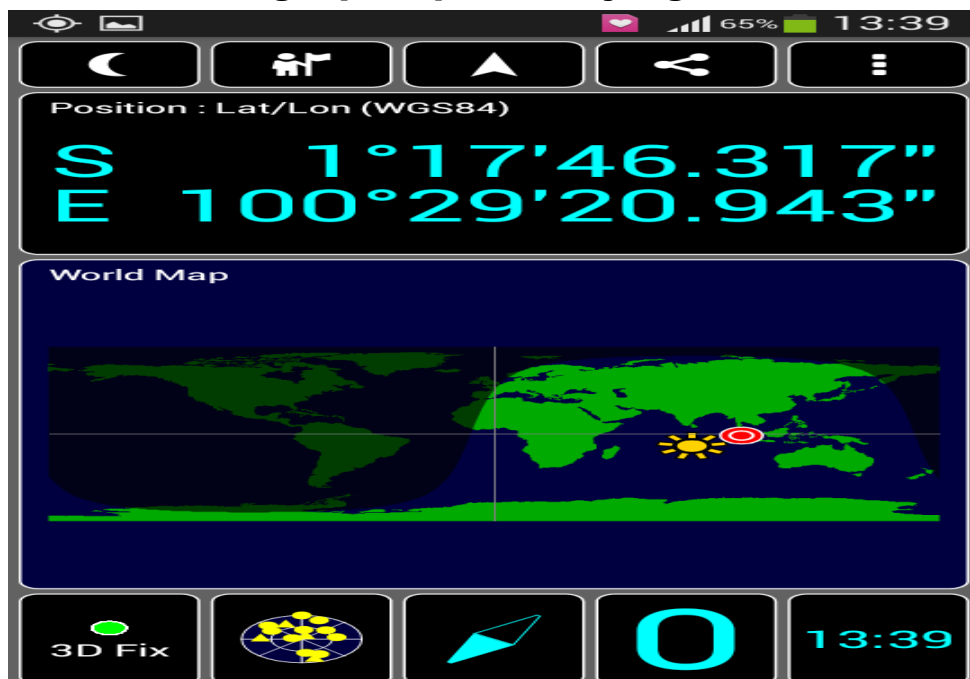 65% 13:39
Position : Lat/Lon (WGS84)
S 1°17'46.317"
E 100°29'20.943"
World Map
3D Fix
0
13:39